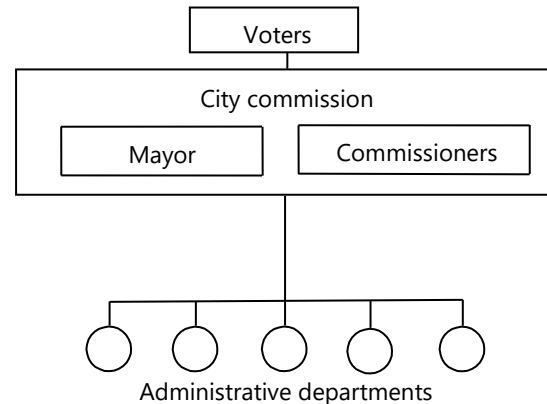 Voters
City commission
Mayor
Commissioners
Administrative departments